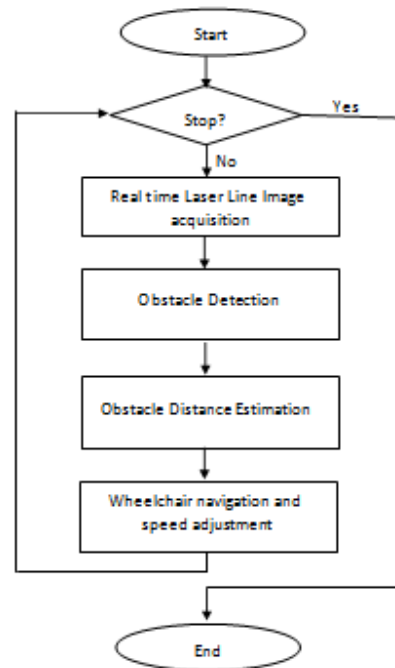 Start
Stop?
Yes
No
Real time Laser Line Image
acquisition
Obstacle Detection
Obstacle Distance Estimation
Wheelchair navigation and
speed adjustment
End